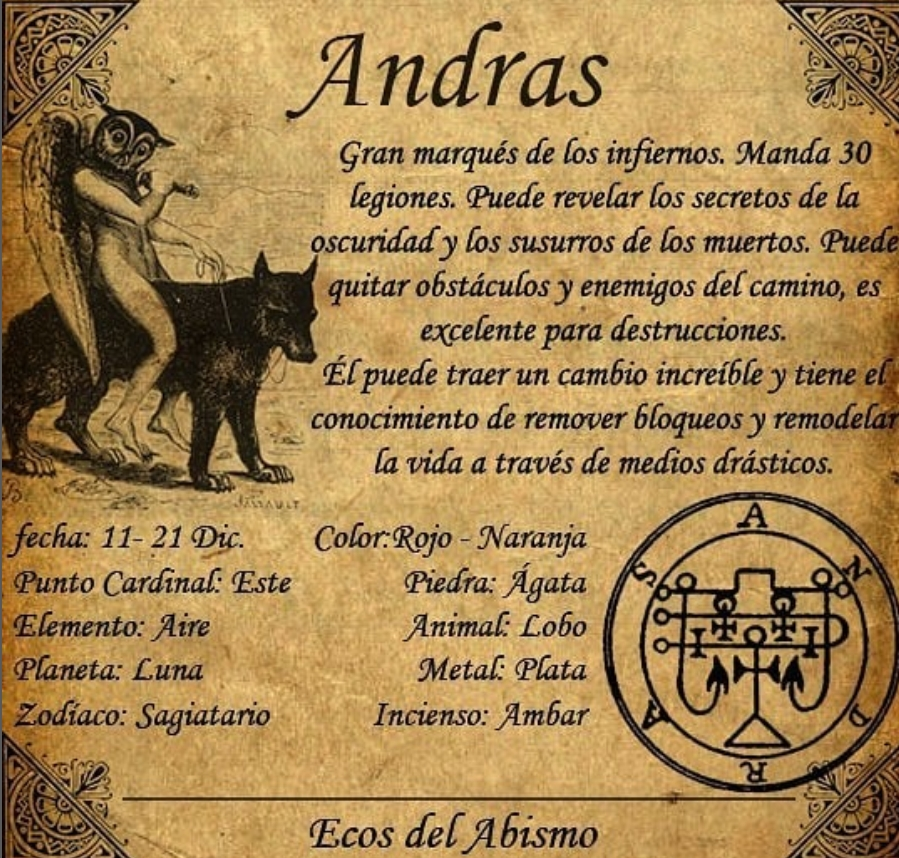 Andras
Gran marqués de los infiernos. Manda 30
legiones. Puede revelar los secretos de la
oscuridad y los susurros de los muertos. Puede
quitar obstáculos y enemigos del camino, es
excelente para destrucciones.
Él puede traer un cambio increíble y tiene el
conocimiento de remover bloqueos y remodelar
la vida a través de medios drásticos.
fecha: 11- 21 Dic.
Punto Cardinal: Este
Elemento: Aire
Planeta: Luna
Zodíaco: Sagiatario
Color:Rojo - Naranja
Piedra: Ágata
Animal: Lobo
Metal: Plata
Incienso: Ambar
A N D R A S
Ecos del Abismo